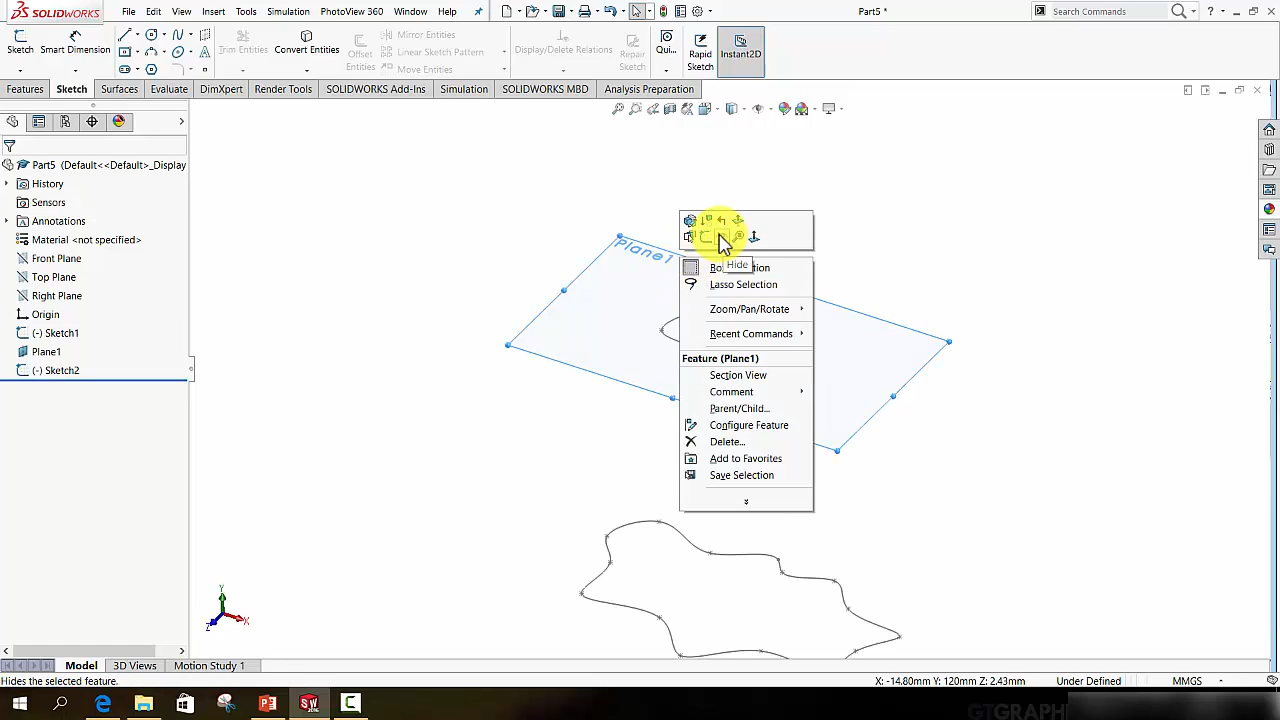 SOLIDWORKS File Edit View Insert Tools Simulation PhotoView 360 Window Help Part5 * Search Commands ?
Sketch Smart Dimension Trim Entities Convert Entities Offset Entities Mirror Entities Linear Sketch Pattern Move Entities Display/Delete Relations Repair Sketch Qui... Rapid Sketch Instant2D
Features Sketch Surfaces Evaluate DimXpert Render Tools SOLIDWORKS Add-Ins Simulation SOLIDWORKS MBD Analysis Preparation
Part5 (Default<<Default>_Display
History
Sensors
Annotations
Material <not specified>
Front Plane
Top Plane
Right Plane
Origin
(-) Sketch1
Plane1
(-) Sketch2
Plane1
Hide
Lasso Selection
Zoom/Pan/Rotate
Recent Commands
Feature (Plane1)
Section View
Comment
Parent/Child...
Configure Feature
Delete...
Add to Favorites
Save Selection
Y
X
Z
Model 3D Views Motion Study 1
Hides the selected feature. X: -14.80mm Y: 120mm Z: 2.43mm Under Defined MMGS